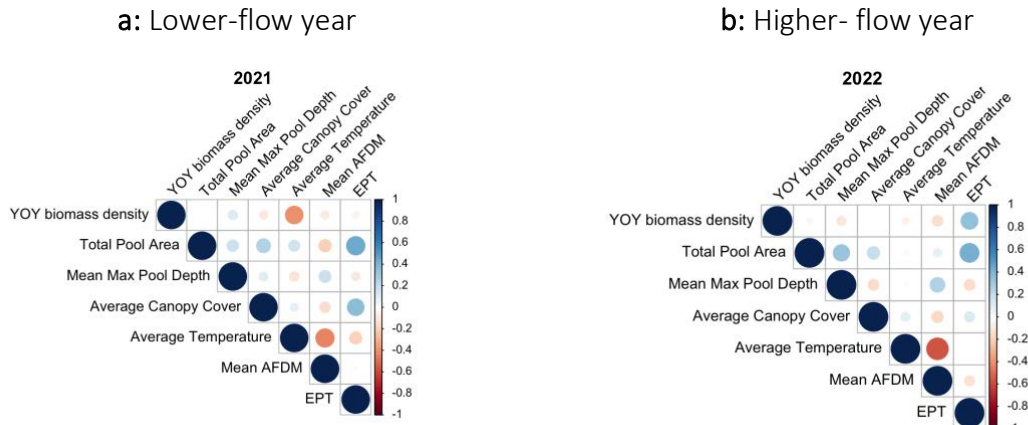 a: Lower-flow year
2021
YOY biomass density
Total Pool Area
Mean Max Pool Depth
Average Canopy Cover
Average Temperature
Mean AFDM
EPT
YOY biomass density
Total Pool Area
Mean Max Pool Depth
Average Canopy Cover
Average Temperature
Mean AFDM
EPT
1
0.8
0.6
0.4
0.2
0
-0.2
-0.4
-0.6
-0.8
-1
b: Higher- flow year
2022
YOY biomass density
Total Pool Area
Mean Max Pool Depth
Average Canopy Cover
Average Temperature
Mean AFDM
EPT
YOY biomass density
Total Pool Area
Mean Max Pool Depth
Average Canopy Cover
Average Temperature
Mean AFDM
EPT
1
0.8
0.6
0.4
0.2
0
-0.2
-0.4
-0.6
-0.8